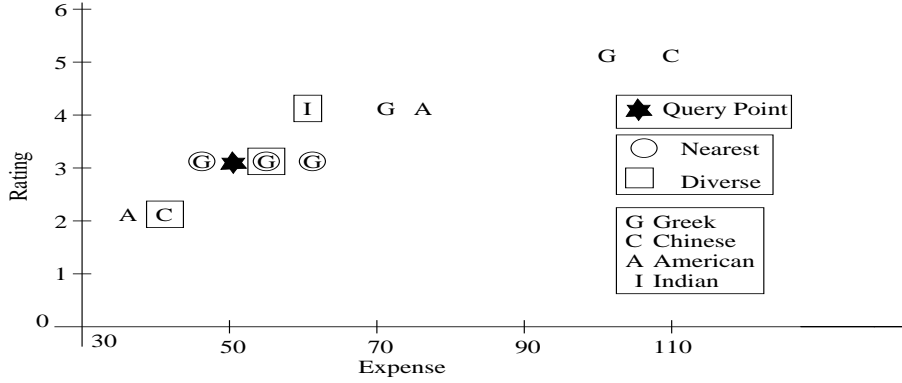 6
G C
5
I G A
Query Point
4
Nearest
G G G
3
Diverse
Rating
A C
2
G Greek
C Chinese
A American
I Indian
1
0
30 50 70 90 110
Expense